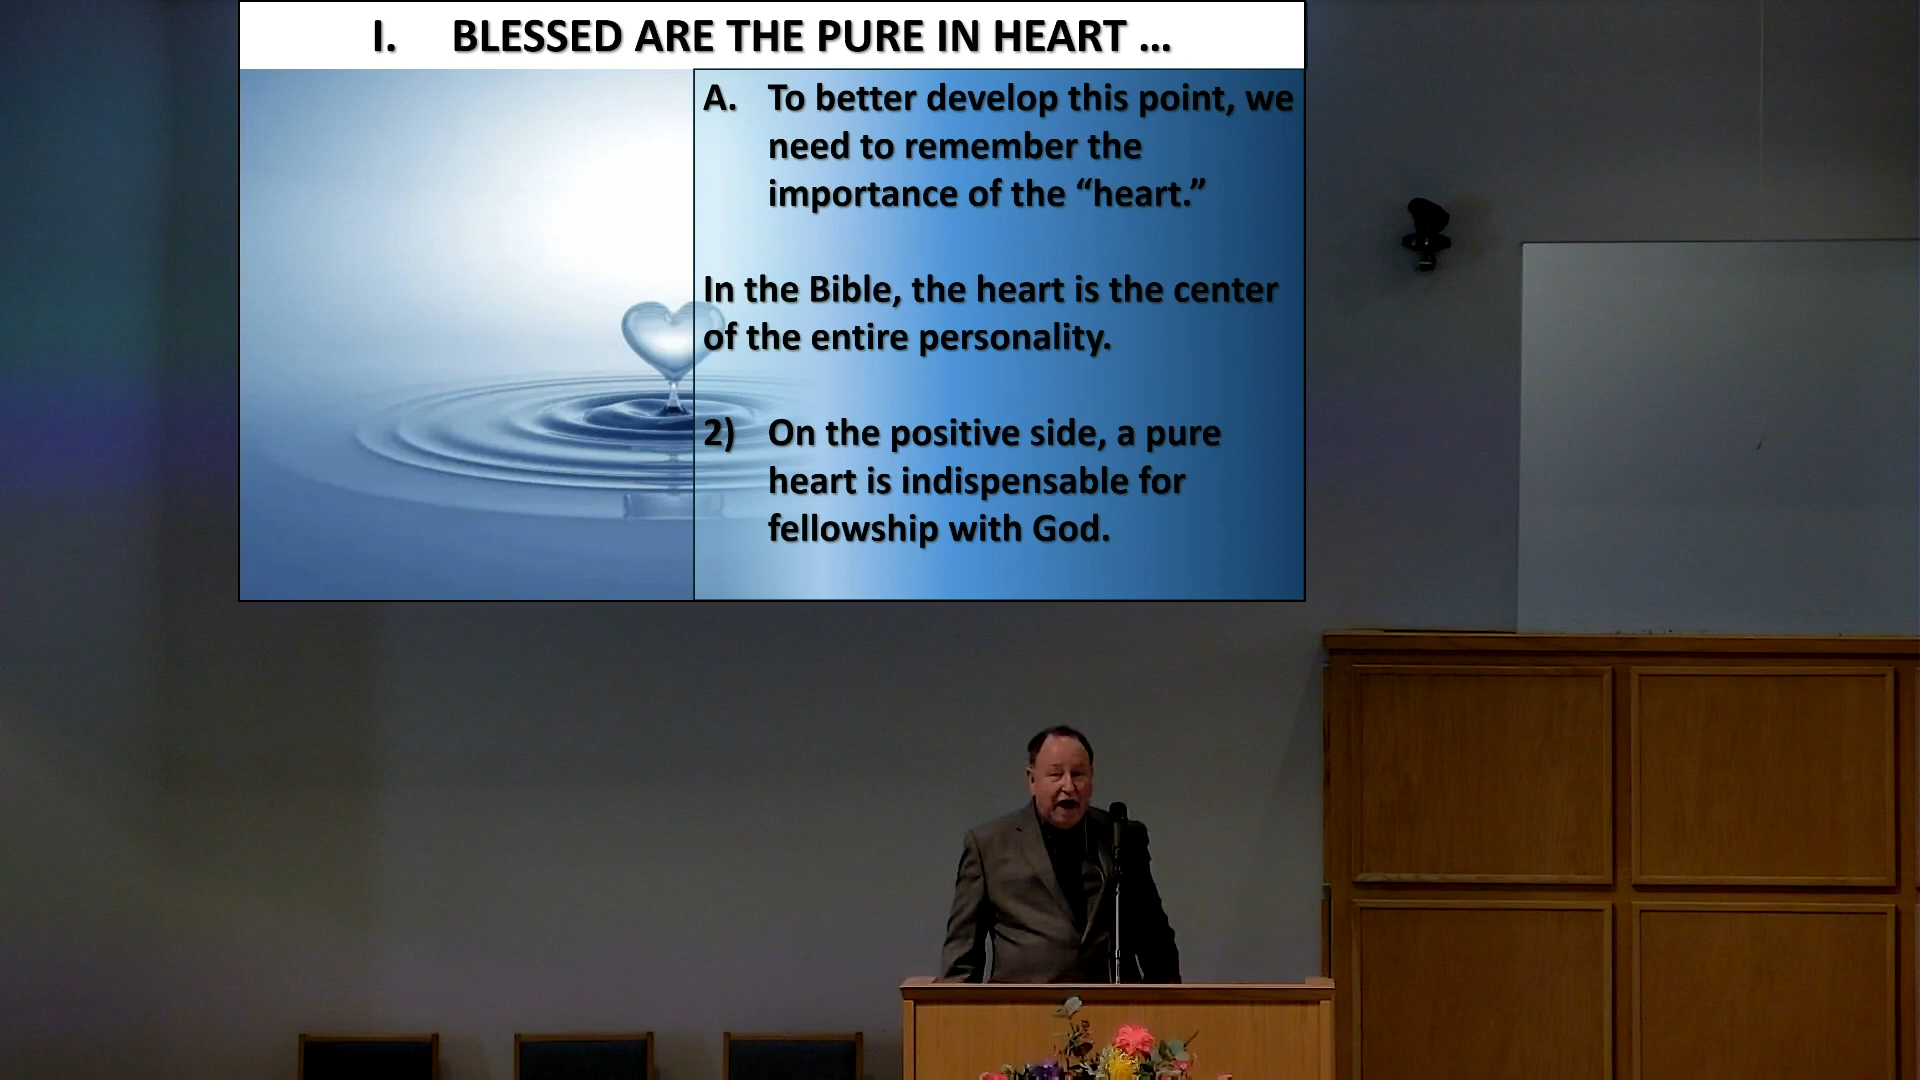 I. BLESSED ARE THE PURE IN HEART ...
A. To better develop this point, we
need to remember the
importance of the “heart.”
In the Bible, the heart is the center
of the entire personality.
2) On the positive side, a pure
heart is indispensable for
fellowship with God.